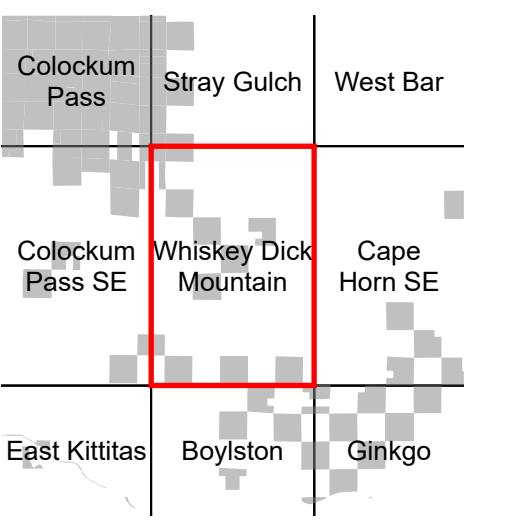 Colockum
Pass
Stray Gulch
West Bar
Colockum
Pass SE
Whiskey Dick
Mountain
Cape
Horn SE
East Kittitas
Boylston
Ginkgo